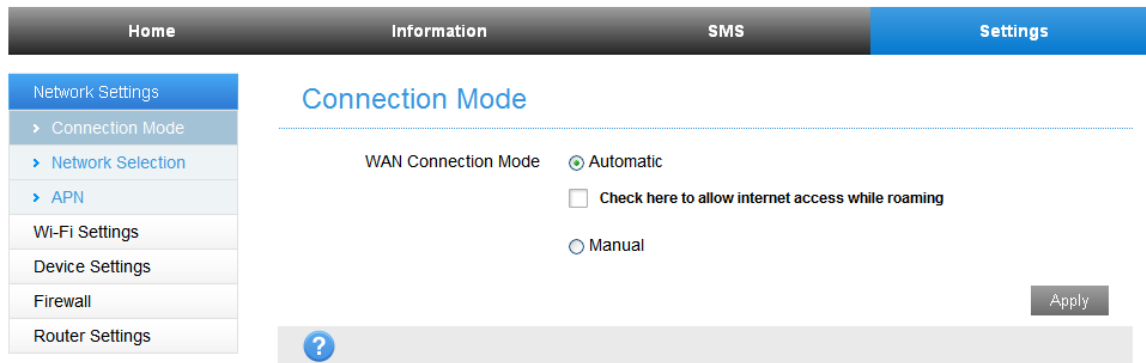 Home Information SMS Settings
Network Settings
Connection Mode
Network Selection
APN
Wi-Fi Settings
Device Settings
Firewall
Router Settings
Connection Mode
WAN Connection Mode Automatic
Check here to allow internet access while roaming
Manual
Apply
?